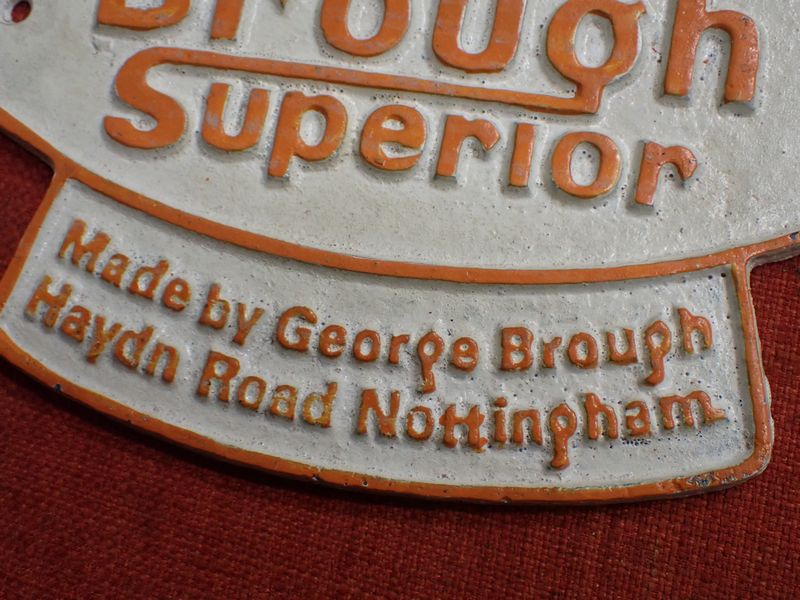 Brough
Superior
Made by George Brough
Haydn Road Nottingham